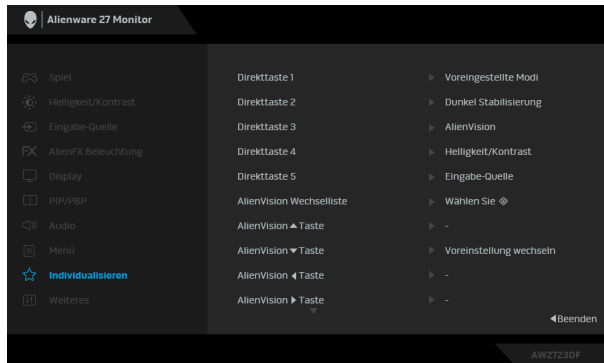 Alienware 27 Monitor
Spiel
Helligkeit/Kontrast
Eingabe-Quelle
AlienFX Beleuchtung
Display
PIP/PBP
Audio
Menü
Individualisieren
Weiteres
Direkttaste 1 Voreingestellte Modi
Direkttaste 2 Dunkel Stabilisierung
Direkttaste 3 AlienVision
Direkttaste 4 Helligkeit/Kontrast
Direkttaste 5 Eingabe-Quelle
AlienVision Wechselliste Wählen Sie
AlienVision ▲ Taste -
AlienVision ▼ Taste Voreinstellung wechseln
AlienVision ◀ Taste -
AlienVision ▶ Taste -
◀Beenden
AW2723DF